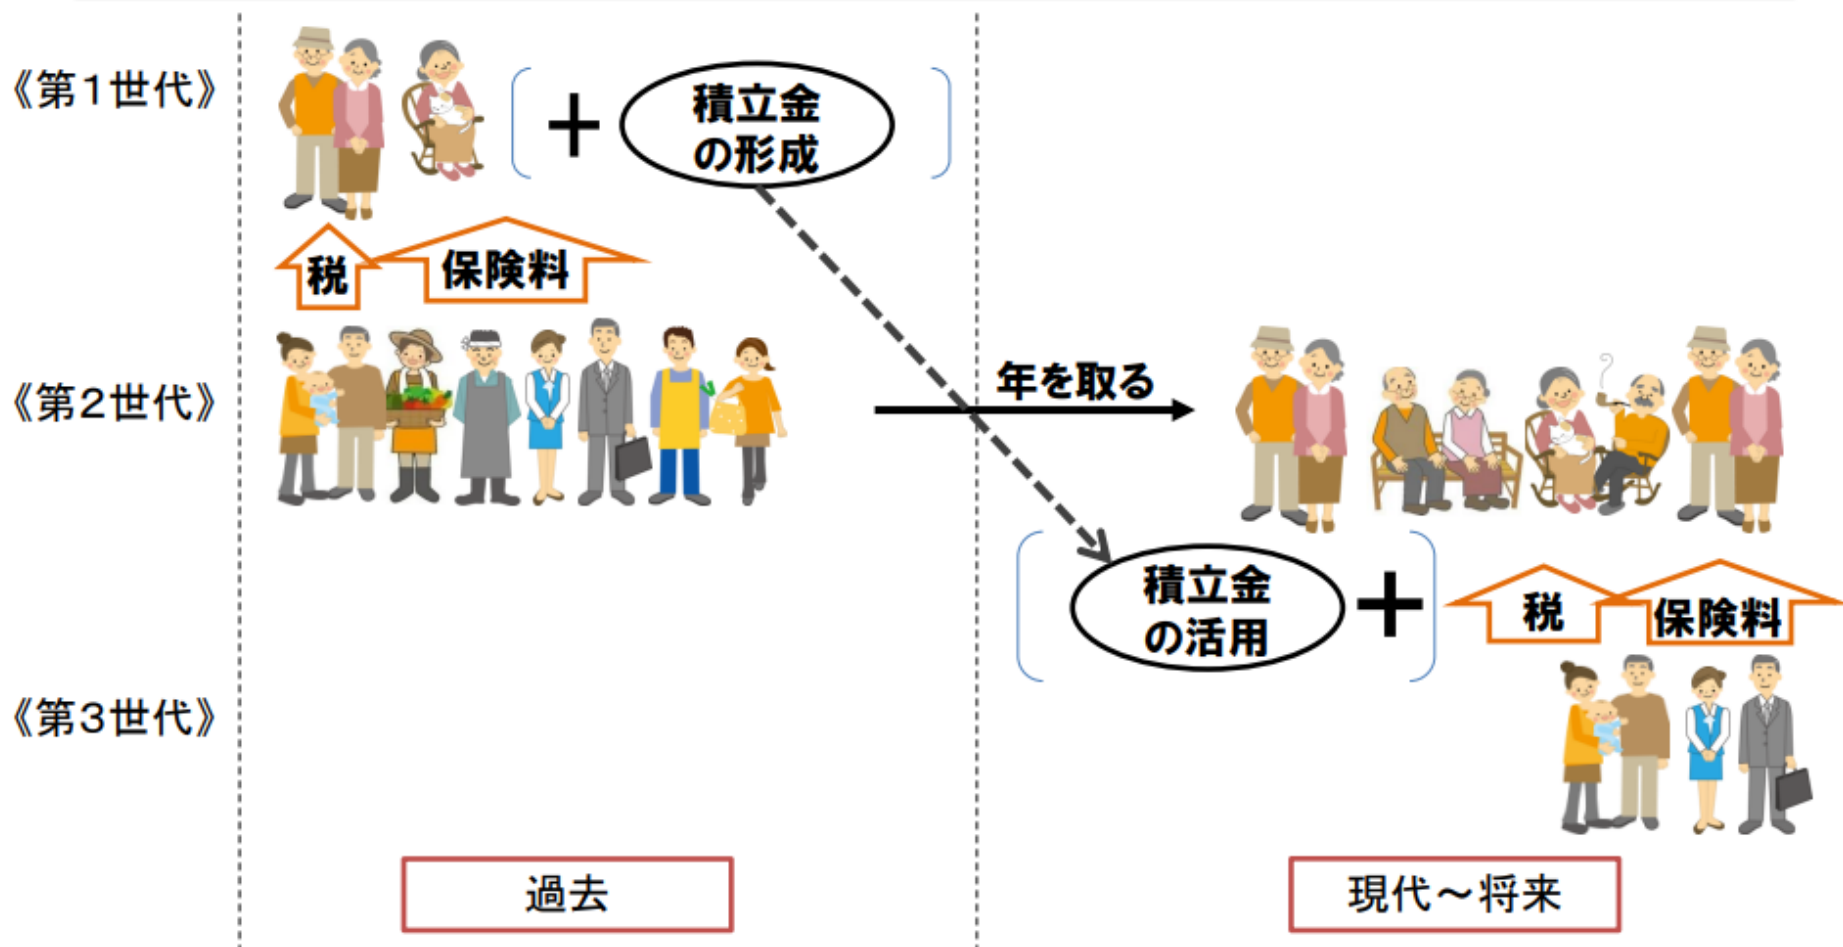 《第1世代》
積立金
の形成
税
保険料
《第2世代》
年を取る
積立金
の活用
税
保険料
《第3世代》
過去
現代～将来